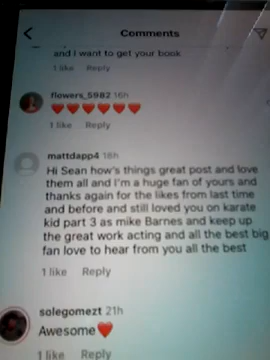 Comments
and I want to get your book
1 like Reply
flowers_5982 16h
❤️❤️❤️❤️❤️❤️
1 like Reply
mattdapp4 18h
Hi Sean how's things great post and love
them all and I'm a huge fan of yours and
thanks again for the likes from last time
and before and still loved you on karate
kid part 3 as mike Barnes and keep up
the great work acting and all the best big
fan love to hear from you all the best
1 like Reply
solegomezt 21h
Awesome❤️
1 like Reply